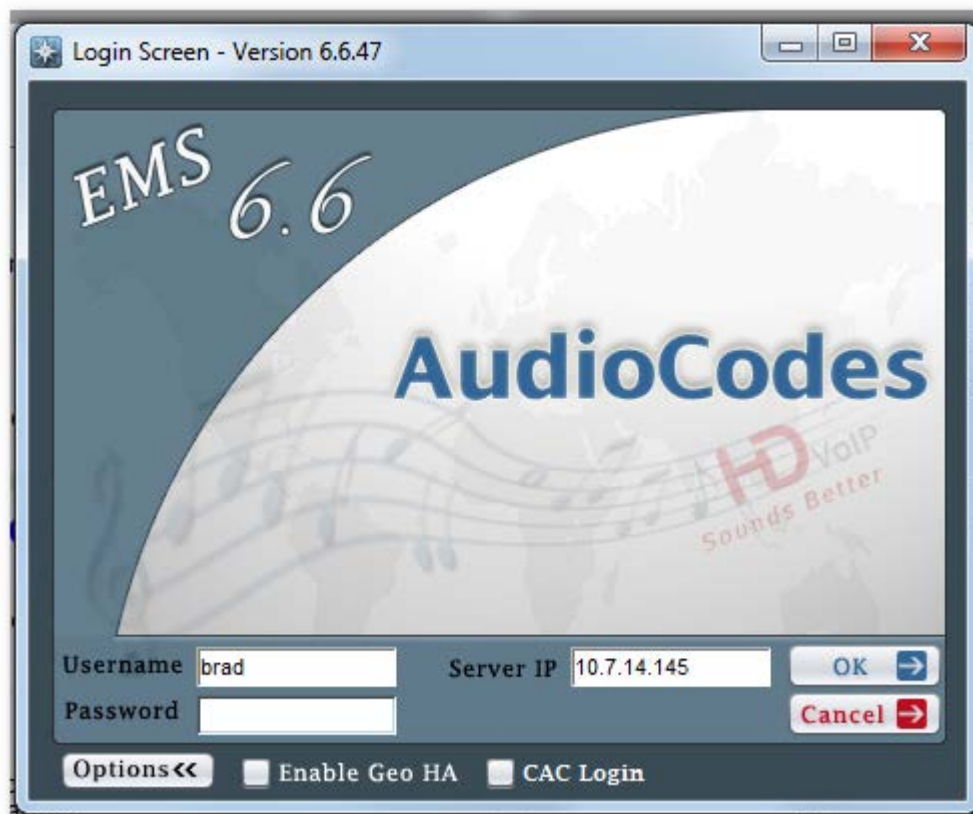 Login Screen - Version 6.6.47
EMS
6.6
AudioCodes
HD VoIP
Sounds Better
Username brad Server IP 10.7.14.145 OK
Password Cancel
Options<< Enable Geo HA CAC Login